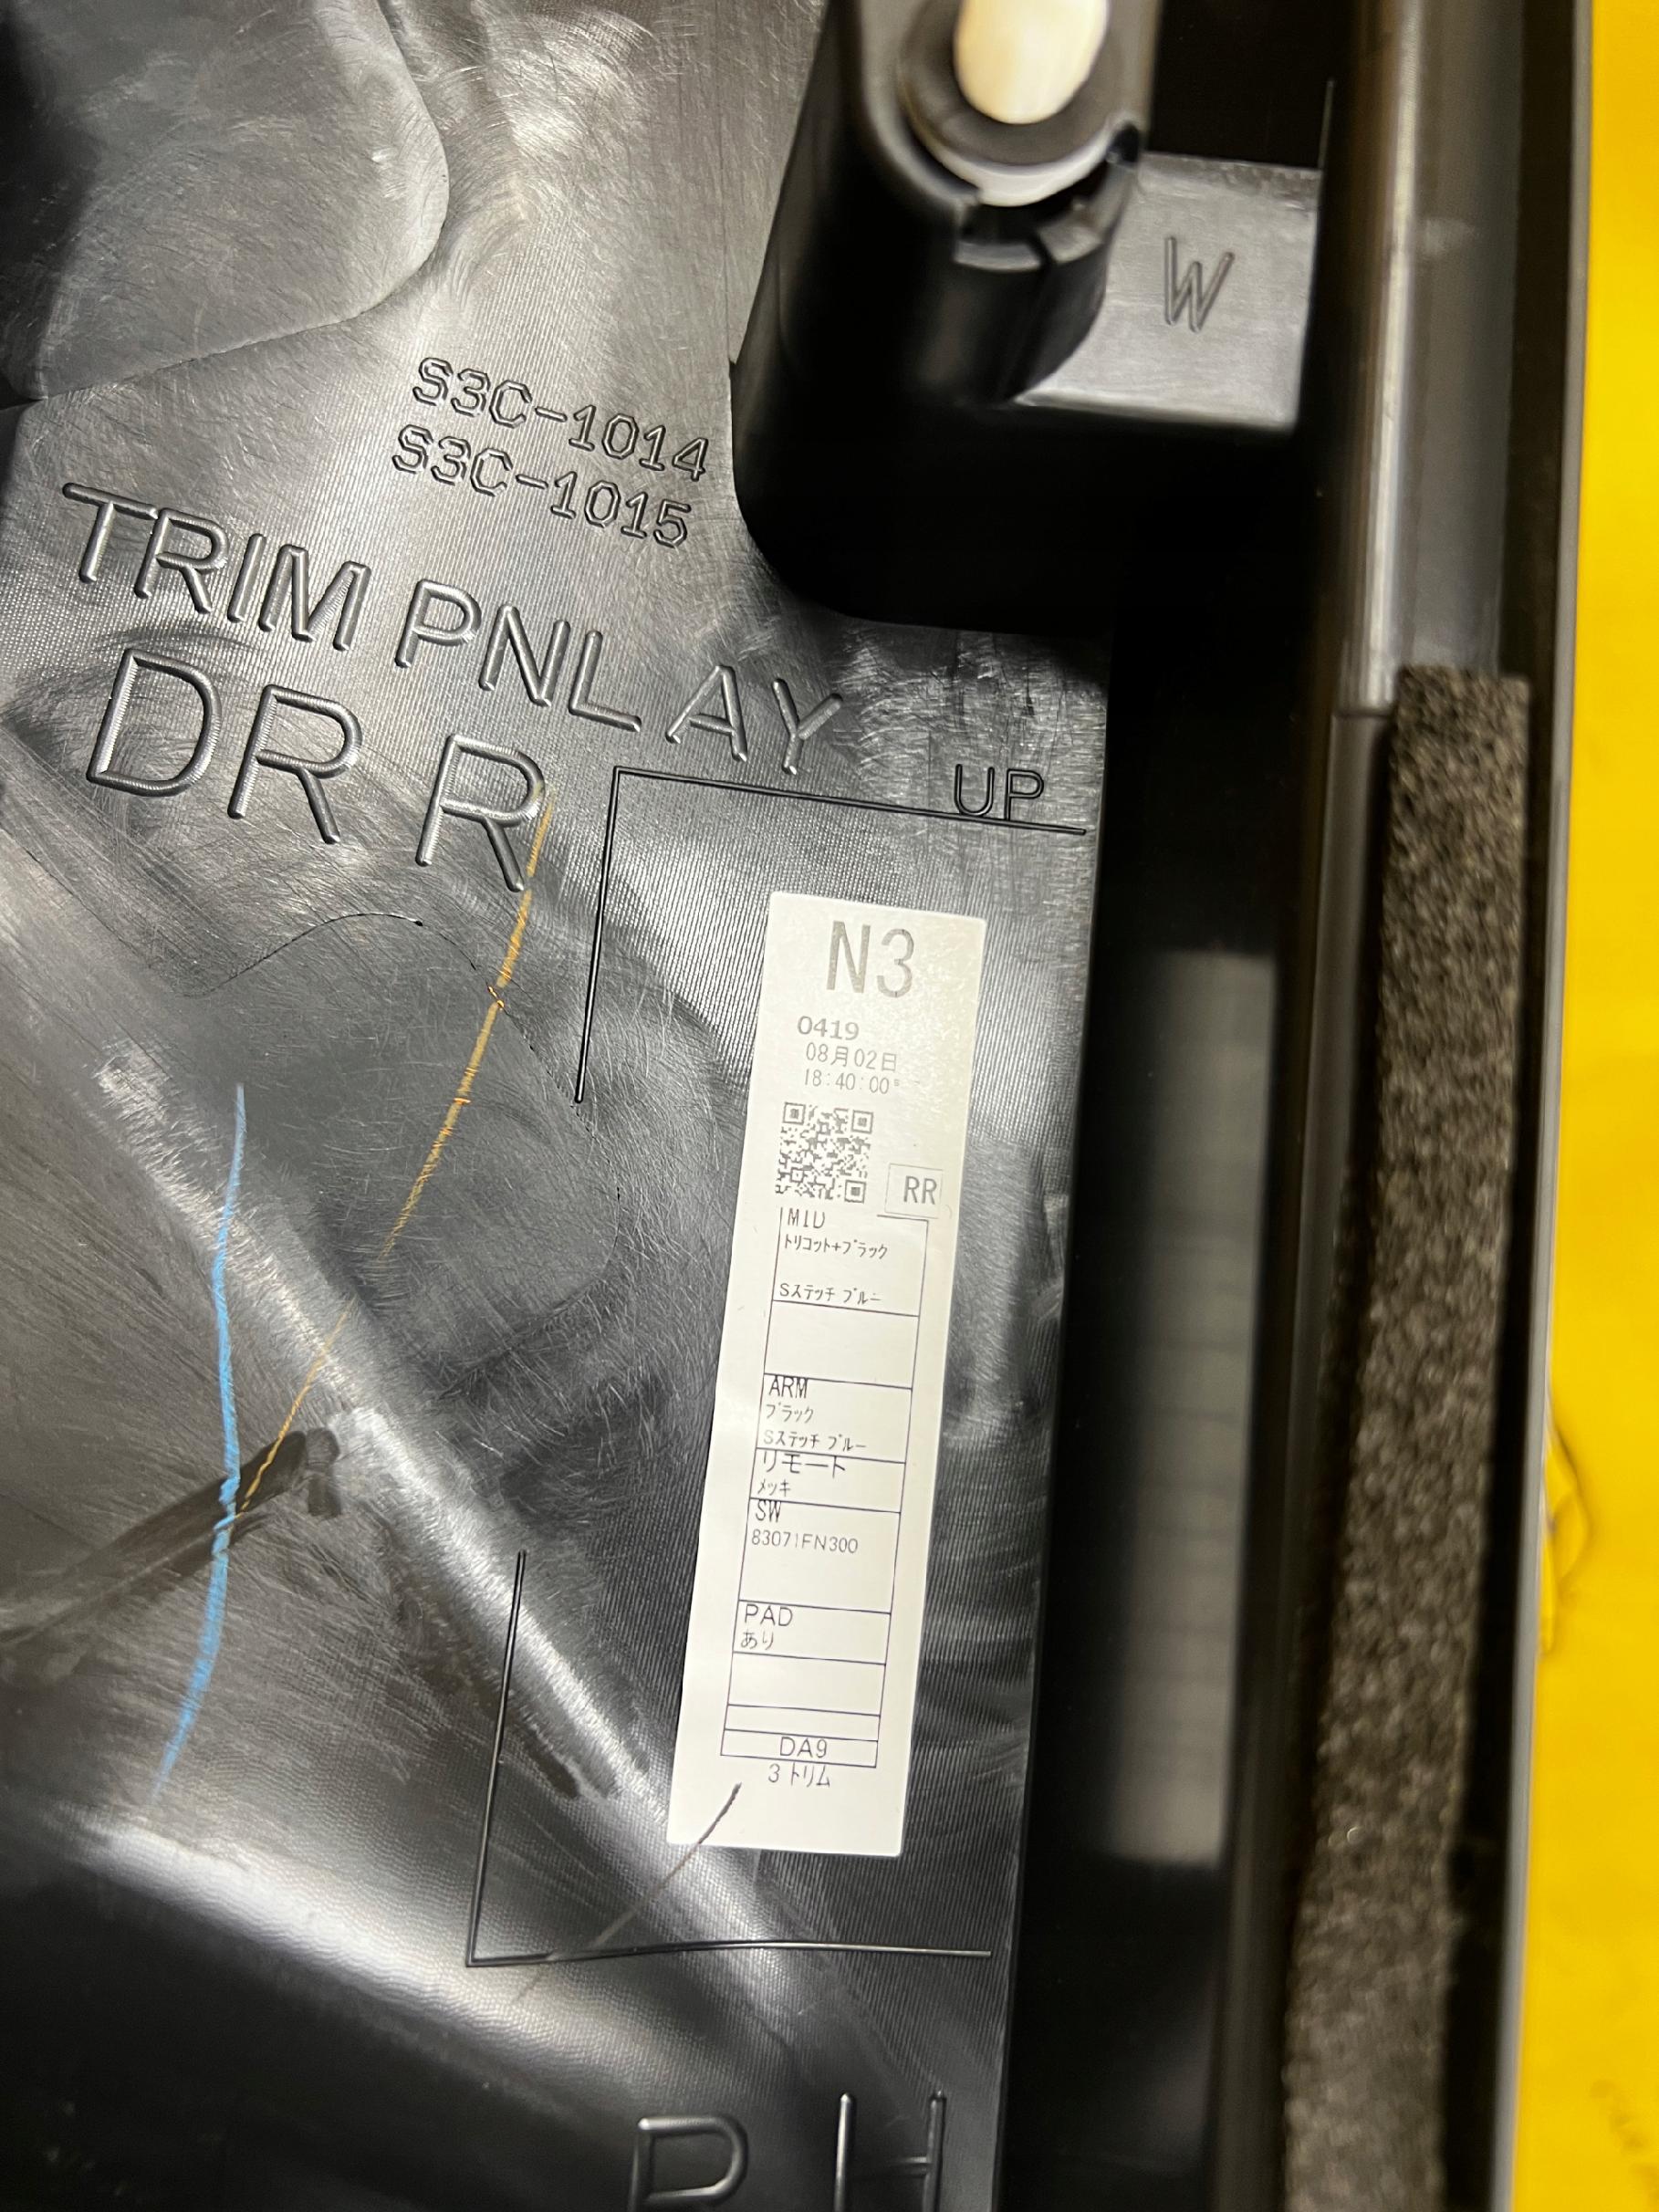 W
S3C-1014
S3C-1015
TRIM PNL AY
DR R
UP
N3
0419
08月02日
18:40:00
RR
MID
トリコット+ブラック
Sステッチ ブルー
ARM
ブラック
Sステッチ ブルー
リモート
メッキ
SW
83071FN300
PAD
あり
DA9
3 トリム
RH